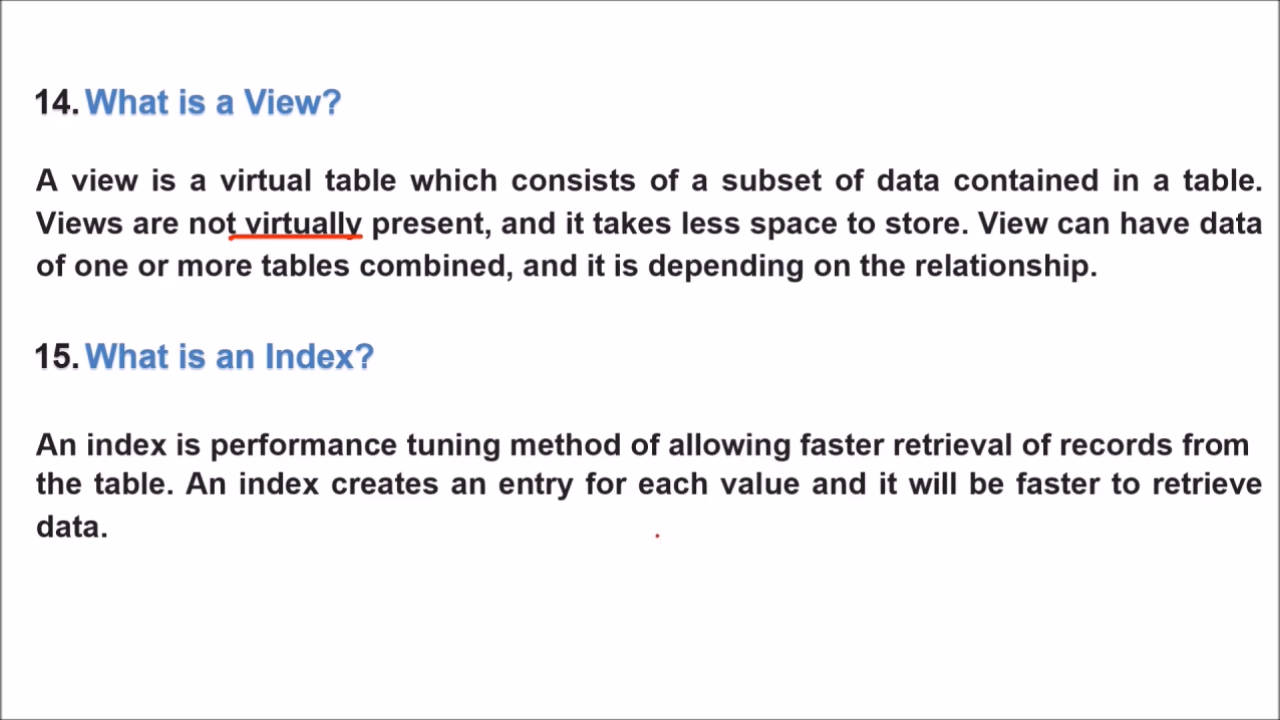 14. What is a View?
A view is a virtual table which consists of a subset of data contained in a table.
Views are not virtually present, and it takes less space to store. View can have data
of one or more tables combined, and it is depending on the relationship.
15. What is an Index?
An index is performance tuning method of allowing faster retrieval of records from
the table. An index creates an entry for each value and it will be faster to retrieve
data.